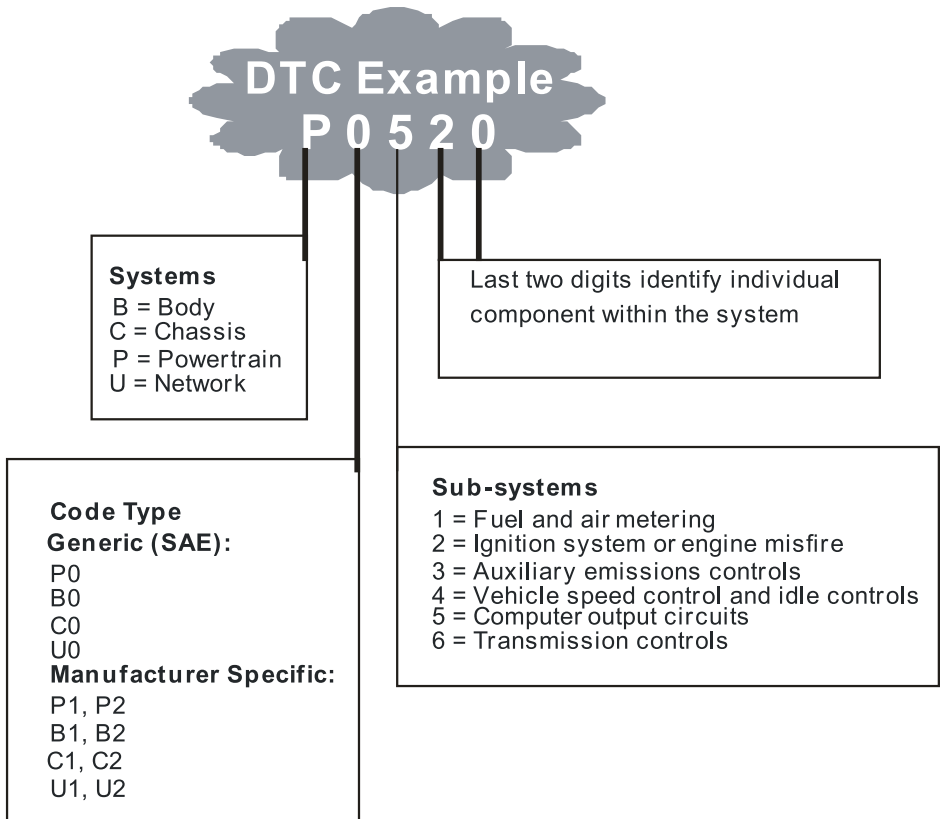 DTC Example
P 0 5 2 0
Systems
B = Body
C = Chassis
P = Powertrain
U = Network
Last two digits identify individual
component within the system
Code Type
Generic (SAE):
P0
B0
C0
U0
Manufacturer Specific:
P1, P2
B1, B2
C1, C2
U1, U2
Sub-systems
1 = Fuel and air metering
2 = Ignition system or engine misfire
3 = Auxiliary emissions controls
4 = Vehicle speed control and idle controls
5 = Computer output circuits
6 = Transmission controls